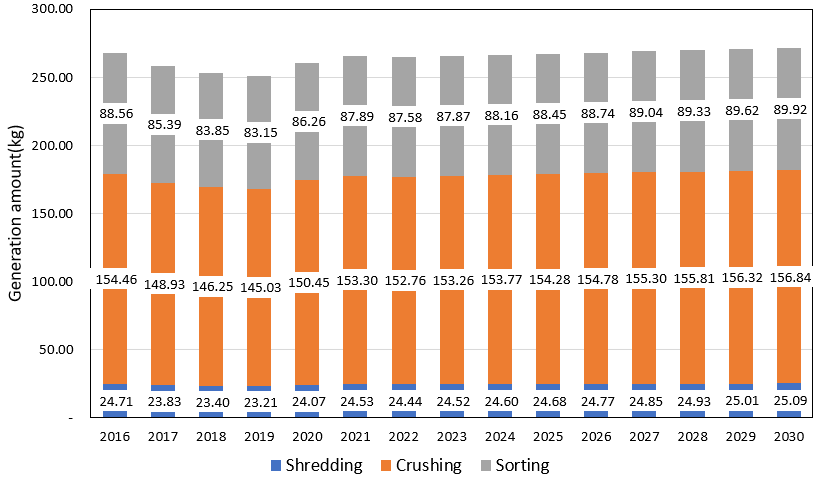 300.00
250.00
200.00
150.00
100.00
50.00
-
Generation amount(kg)
88.56 85.39 83.85 83.15 86.26 87.89 87.58 87.87 88.16 88.45 88.74 89.04 89.33 89.62 89.92
154.46 148.93 146.25 145.03 150.45 153.30 152.76 153.26 153.77 154.28 154.78 155.30 155.81 156.32 156.84
24.71 23.83 23.40 23.21 24.07 24.53 24.44 24.52 24.60 24.68 24.77 24.85 24.93 25.01 25.09
2016 2017 2018 2019 2020 2021 2022 2023 2024 2025 2026 2027 2028 2029 2030
Shredding Crushing Sorting